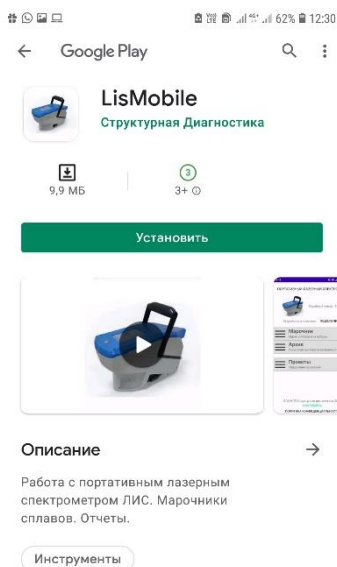 62% 12:30
Google Play
LisMobile
Структурная Диагностика
3
9,9 МБ
3+
Установить
Описание
Работа с портативным лазерным
спектрометром ЛИС. Марочники
сплавов. Отчеты.
Инструменты